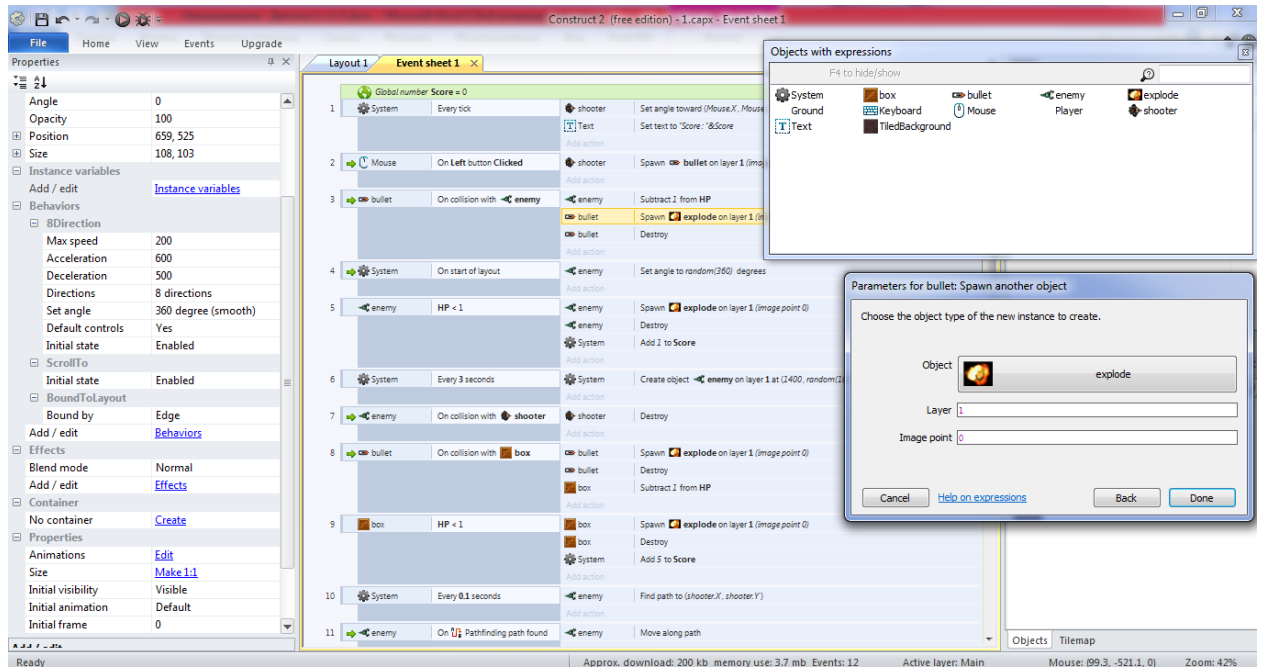 Construct 2 (free edition) - 1.capx - Event sheet 1
File Home View Events Upgrade
Properties
Angle 0
Opacity 100
Position 659, 525
Size 108, 103
Instance variables
Add / edit Instance variables
Behaviors
8Direction
Max speed 200
Acceleration 600
Deceleration 500
Directions 8 directions
Set angle 360 degree (smooth)
Default controls Yes
Initial state Enabled
ScrollTo
Initial state Enabled
BoundToLayout
Bound by Edge
Add / edit Behaviors
Effects
Blend mode Normal
Add / edit Effects
Container
No container Create
Properties
Animations Edit
Size Make 1:1
Initial visibility Visible
Initial animation Default
Initial frame 0
Layout 1 Event sheet 1
Global number Score = 0
1 System Every tick shooter Set angle toward (Mouse.X, Mouse
T Text Set text to "Score : "&Score
Add action
2 Mouse On Left button Clicked shooter Spawn bullet on layer 1 (ima
Add action
3 bullet On collision with enemy enemy Subtract 1 from HP
bullet Spawn explode on layer 1 (im
bullet Destroy
Add action
4 System On start of layout enemy Set angle to random(360) degrees
Add action
5 enemy HP < 1 enemy Spawn explode on layer 1 (image point 0)
enemy Destroy
System Add 1 to Score
Add action
6 System Every 3 seconds System Create object enemy on layer 1 at (1400, random(1
Add action
7 enemy On collision with shooter shooter Destroy
Add action
8 bullet On collision with box bullet Spawn explode on layer 1 (image point 0)
bullet Destroy
box Subtract 1 from HP
Add action
9 box HP < 1 box Spawn explode on layer 1 (image point 0)
box Destroy
System Add 5 to Score
Add action
10 System Every 0.1 seconds enemy Find path to (shooter.X, shooter.Y)
Add action
11 enemy On Pathfinding path found enemy Move along path
Objects with expressions
F4 to hide/show
System box bullet enemy explode
Ground Keyboard Mouse Player shooter
T Text TiledBackground
Parameters for bullet: Spawn another object
Choose the object type of the new instance to create.
Object explode
Layer 1
Image point 0
Cancel Help on expressions Back Done
Objects Tilemap
Ready Approx. download: 200 kb memory use: 3.7 mb Events: 12 Active layer: Main Mouse: (99.3, -521.1, 0) Zoom: 42%